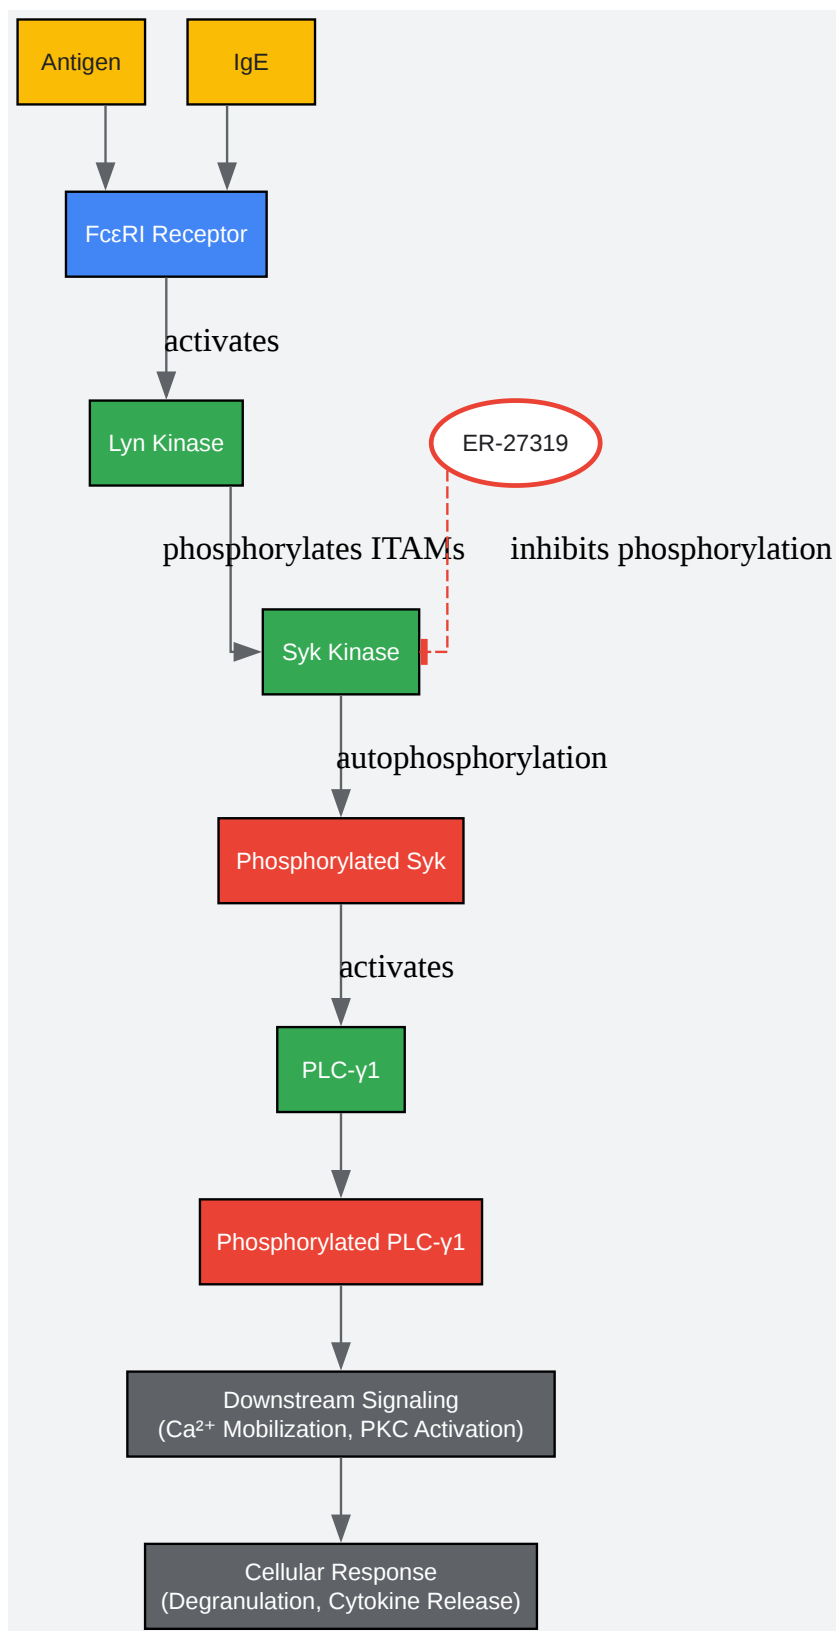 Antigen
IgE
FcεRI Receptor
activates
Lyn Kinase
ER-27319
phosphorylates ITAMs
inhibits phosphorylation
Syk Kinase
autophosphorylation
Phosphorylated Syk
activates
PLC-γ1
Phosphorylated PLC-γ1
Downstream Signaling
(Ca²⁺ Mobilization, PKC Activation)
Cellular Response
(Degranulation, Cytokine Release)